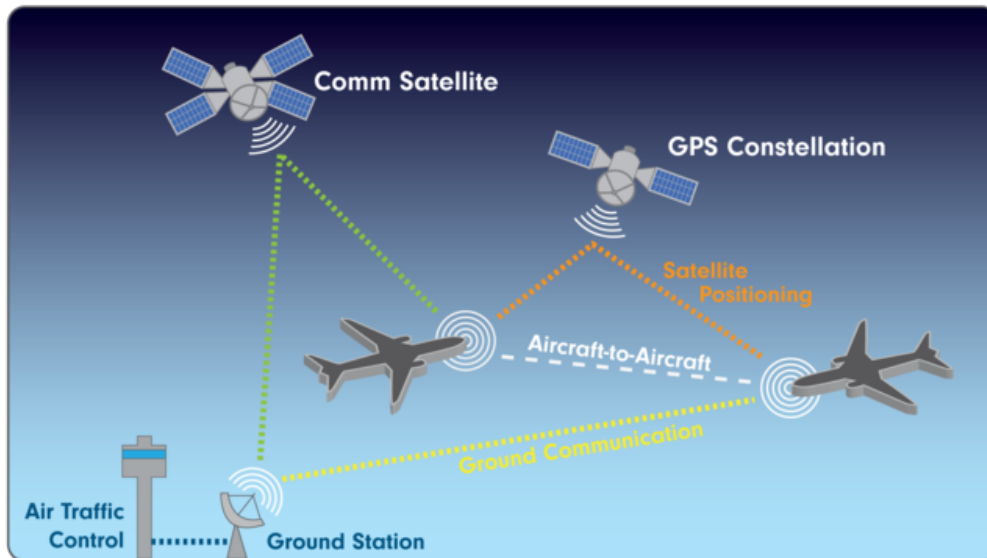 Comm Satellite
GPS Constellation
Satellite
Positioning
Aircraft-to-Aircraft
Ground Communication
Air Traffic
Control
Ground Station